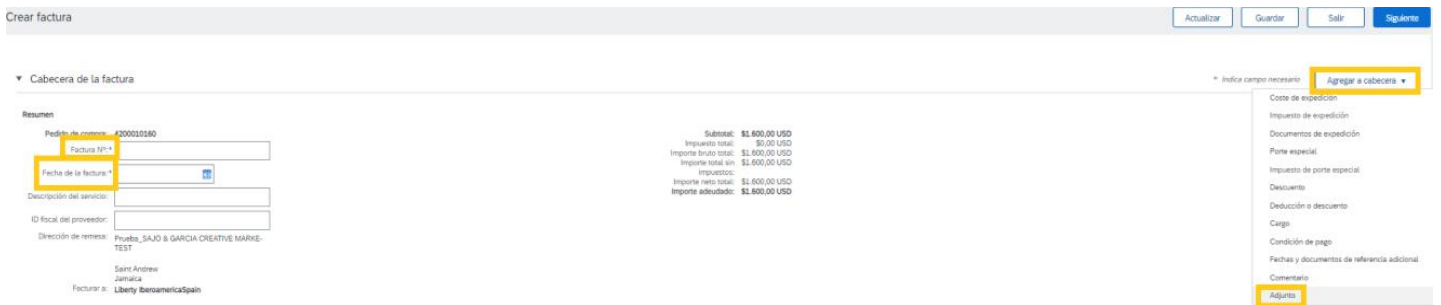 Crear factura
Actualizar Guardar Salir Siguiente
▼ Cabecera de la factura
* Indica campo necesario
Agregar a cabecera ▼
Resumen
Pedido de compra: 4200010160
Factura Nº:*
Fecha de la factura:*
Descripción del servicio:
ID fiscal del proveedor:
Dirección de remesa: Prueba_SAJO & GARCIA CREATIVE MARKE-
TEST
Saint Andrew
Jamaica
Facturar a: Liberty IberoamericaSpain
Subtotal: $1.600,00 USD
Impuesto total: $0,00 USD
Importe bruto total: $1.600,00 USD
Importe total sin $1.600,00 USD
impuestos:
Importe neto total: $1.600,00 USD
Importe adeudado: $1.600,00 USD
Coste de expedición
Impuesto de expedición
Documentos de expedición
Porte especial
Impuesto de porte especial
Descuento
Deducción o descuento
Cargo
Condición de pago
Fechas y documentos de referencia adicional
Comentario
Adjunto